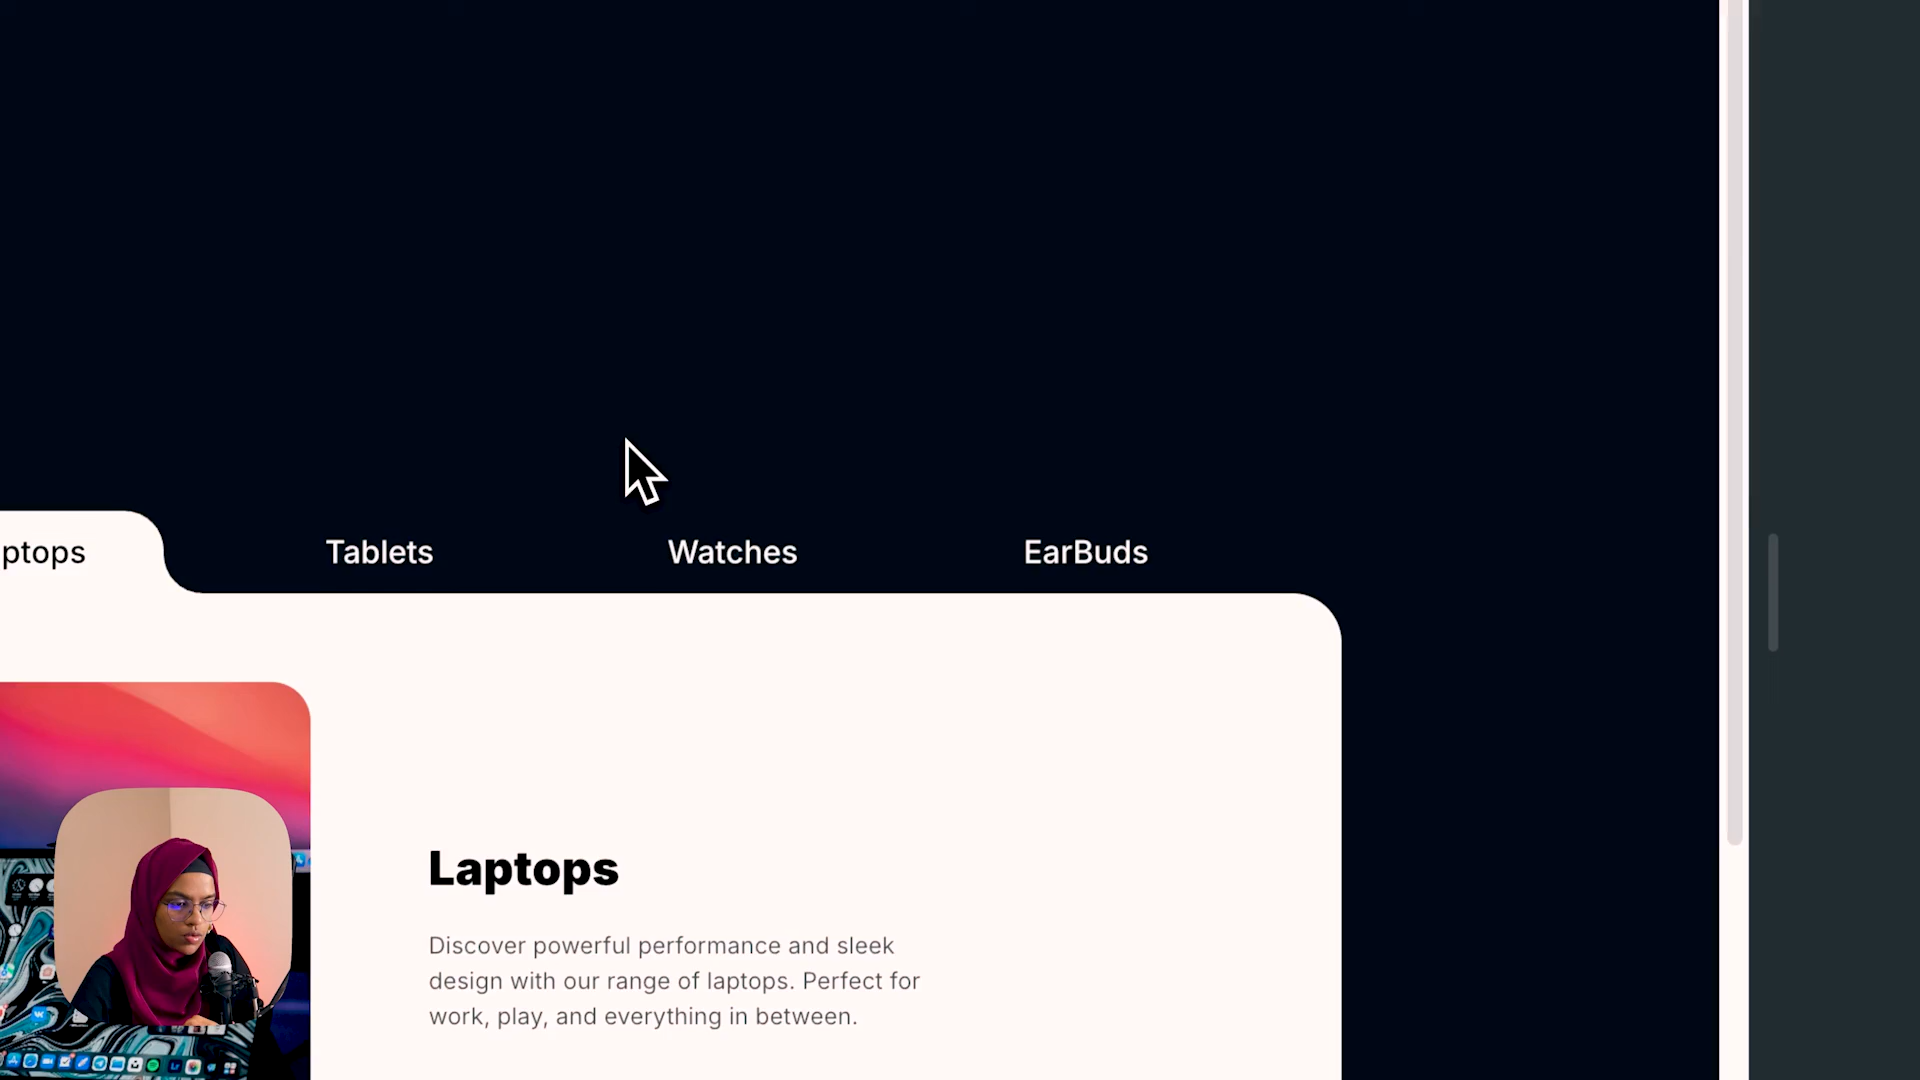 ptops Tablets Watches EarBuds
Laptops
Discover powerful performance and sleek
design with our range of laptops. Perfect for
work, play, and everything in between.